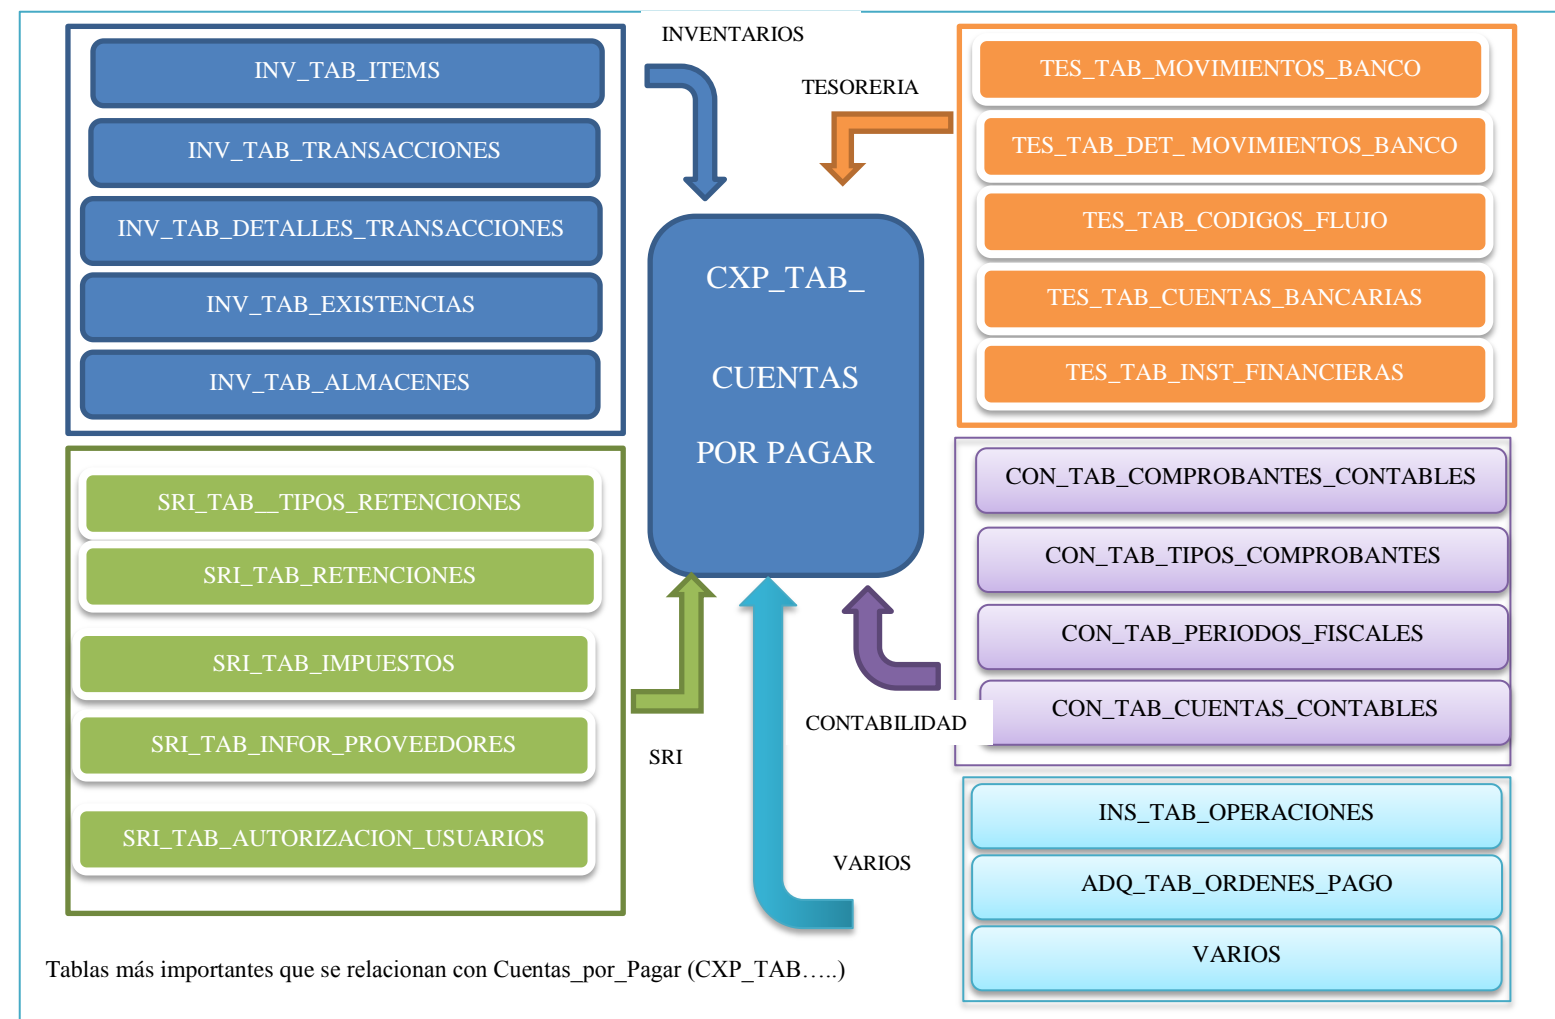 INVENTARIOS
INV_TAB_ITEMS
INV_TAB_TRANSACCIONES
INV_TAB_DETALLES_TRANSACCIONES
INV_TAB_EXISTENCIAS
INV_TAB_ALMACENES
TESORERIA
TES_TAB_MOVIMIENTOS_BANCO
TES_TAB_DET_ MOVIMIENTOS_BANCO
TES_TAB_CODIGOS_FLUJO
TES_TAB_CUENTAS_BANCARIAS
TES_TAB_INST_FINANCIERAS
CXP_TAB_
CUENTAS
POR PAGAR
SRI_TAB__TIPOS_RETENCIONES
SRI_TAB_RETENCIONES
SRI_TAB_IMPUESTOS
SRI_TAB_INFOR_PROVEEDORES
SRI_TAB_AUTORIZACION_USUARIOS
SRI
CON_TAB_COMPROBANTES_CONTABLES
CON_TAB_TIPOS_COMPROBANTES
CON_TAB_PERIODOS_FISCALES
CON_TAB_CUENTAS_CONTABLES
CONTABILIDAD
INS_TAB_OPERACIONES
ADQ_TAB_ORDENES_PAGO
VARIOS
VARIOS
Tablas más importantes que se relacionan con Cuentas_por_Pagar (CXP_TAB…..)